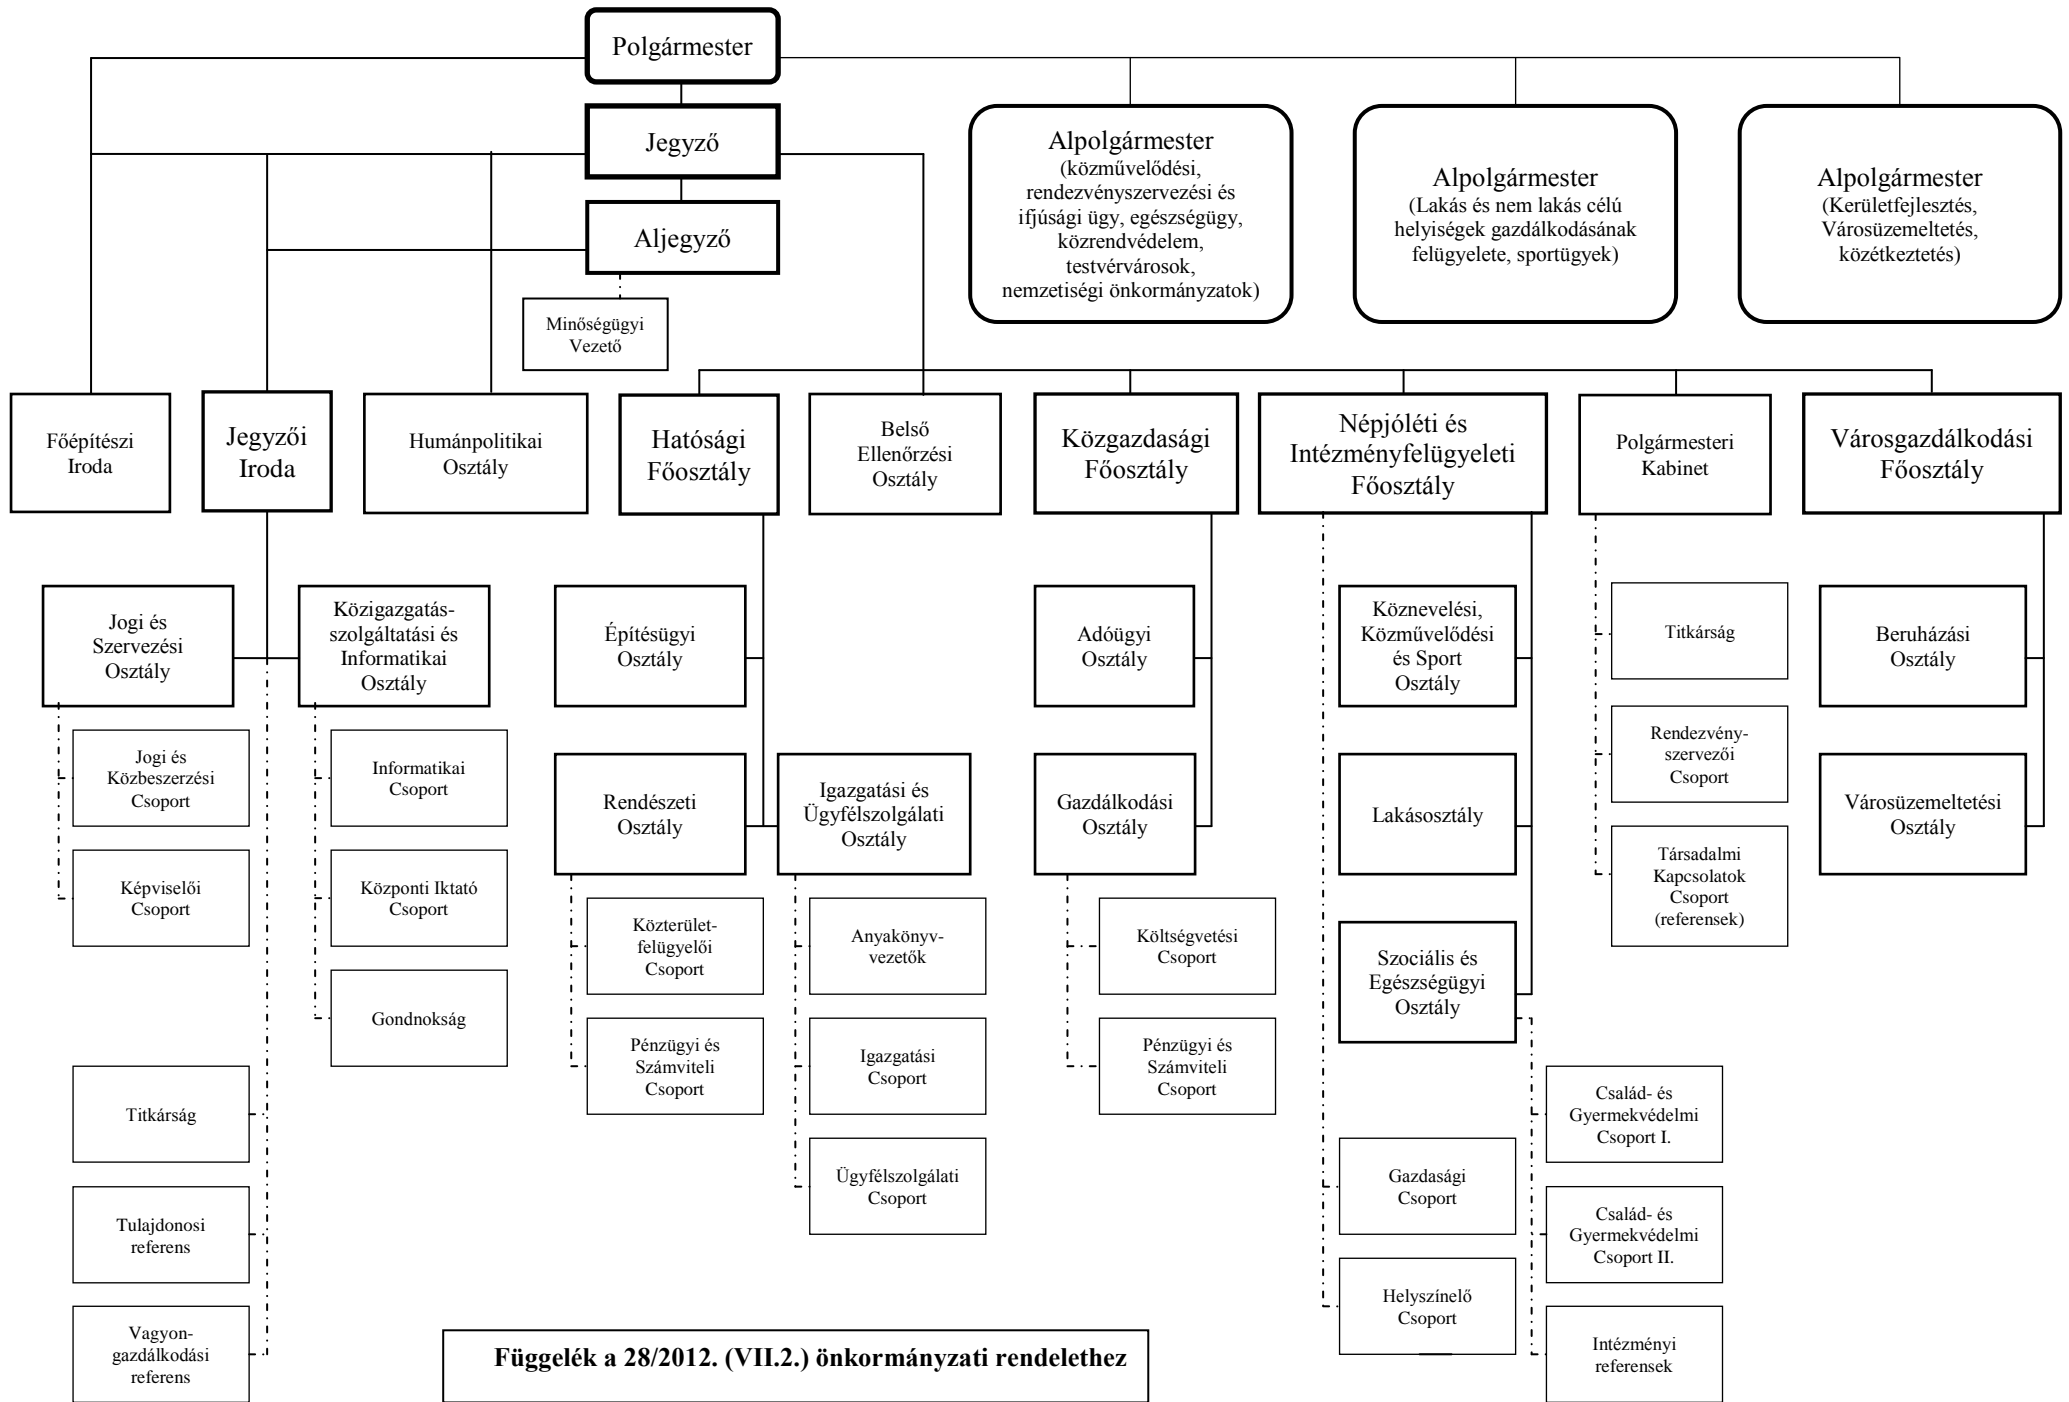 Polgármester
Jegyző
Aljegyző
Minőségügyi
Vezető
Alpolgármester
(közművelődési,
rendezvényszervezési és
ifjúsági ügy, egészségügy,
közrendvédelem,
testvérvárosok,
nemzetiségi önkormányzatok)
Alpolgármester
(Lakás és nem lakás célú
helyiségek gazdálkodásának
felügyelete, sportügyek)
Alpolgármester
(Kerületfejlesztés,
Városüzemeltetés,
közétkeztetés)
Főépítészi
Iroda
Jegyzői
Iroda
Humánpolitikai
Osztály
Hatósági
Főosztály
Belső
Ellenőrzési
Osztály
Közgazdasági
Főosztály
Népjóléti és
Intézményfelügyeleti
Főosztály
Polgármesteri
Kabinet
Városgazdálkodási
Főosztály
Jogi és
Szervezési
Osztály
Közigazgatás-
szolgáltatási és
Informatikai
Osztály
Építésügyi
Osztály
Adóügyi
Osztály
Köznevelési,
Közművelődési
és Sport
Osztály
Titkárság
Beruházási
Osztály
Jogi és
Közbeszerzési
Csoport
Informatikai
Csoport
Rendészeti
Osztály
Igazgatási és
Ügyfélszolgálati
Osztály
Gazdálkodási
Osztály
Lakásosztály
Rendezvény-
szervezői
Csoport
Városüzemeltetési
Osztály
Képviselői
Csoport
Központi Iktató
Csoport
Társadalmi
Kapcsolatok
Csoport
(referensek)
Közterület-
felügyelői
Csoport
Anyakönyv-
vezetők
Költségvetési
Csoport
Szociális és
Egészségügyi
Osztály
Gondnokság
Pénzügyi és
Számviteli
Csoport
Igazgatási
Csoport
Pénzügyi és
Számviteli
Csoport
Titkárság
Család- és
Gyermekvédelmi
Csoport I.
Ügyfélszolgálati
Csoport
Gazdasági
Csoport
Tulajdonosi
referens
Család- és
Gyermekvédelmi
Csoport II.
Helyszínelő
Csoport
Vagyon-
gazdálkodási
referens
Intézményi
referensek
Függelék a 28/2012. (VII.2.) önkormányzati rendelethez